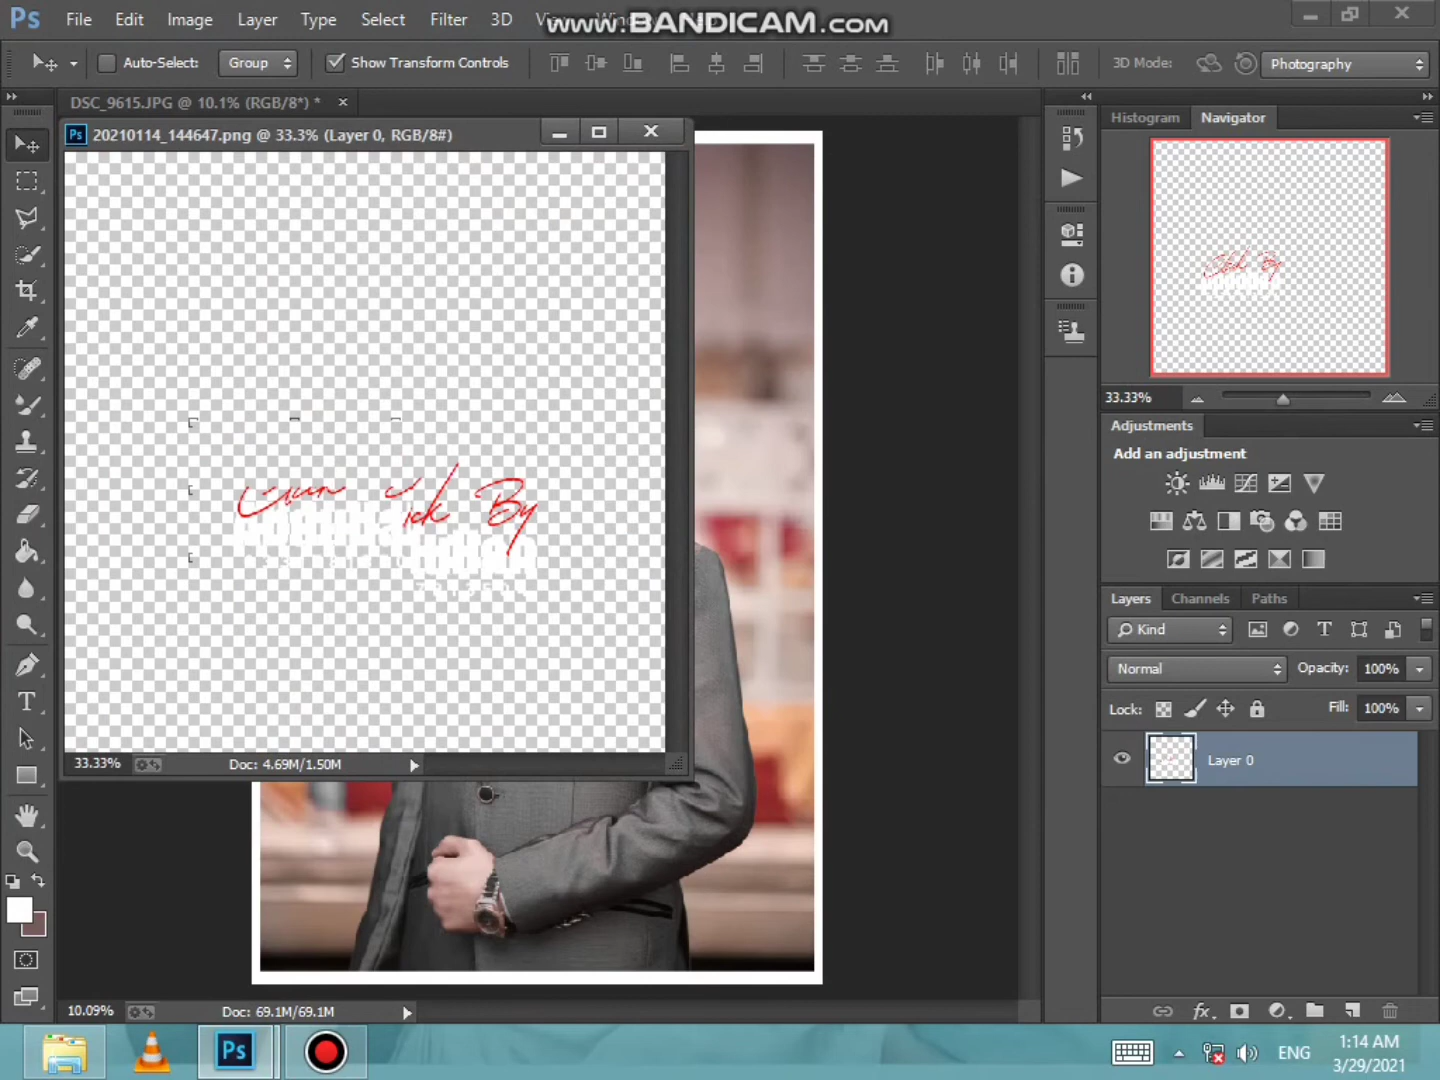 Ps File Edit Image Layer Type Select Filter 3D
www.BANDICAM.com
Auto-Select: Group Show Transform Controls 3D Mode: Photography
DSC_9615.JPG @ 10.1% (RGB/8*) *
Ps 20210114_144647.png @ 33.3% (Layer 0, RGB/8#)
Histogram Navigator
33.33%
Adjustments
Add an adjustment
By
Layers Channels Paths
Kind
Normal Opacity: 100%
Lock: Fill: 100%
Layer 0
33.33% Doc: 4.69M/1.50M
10.09% Doc: 69.1M/69.1M
fx
Ps
ENG
1:14 AM
3/29/2021